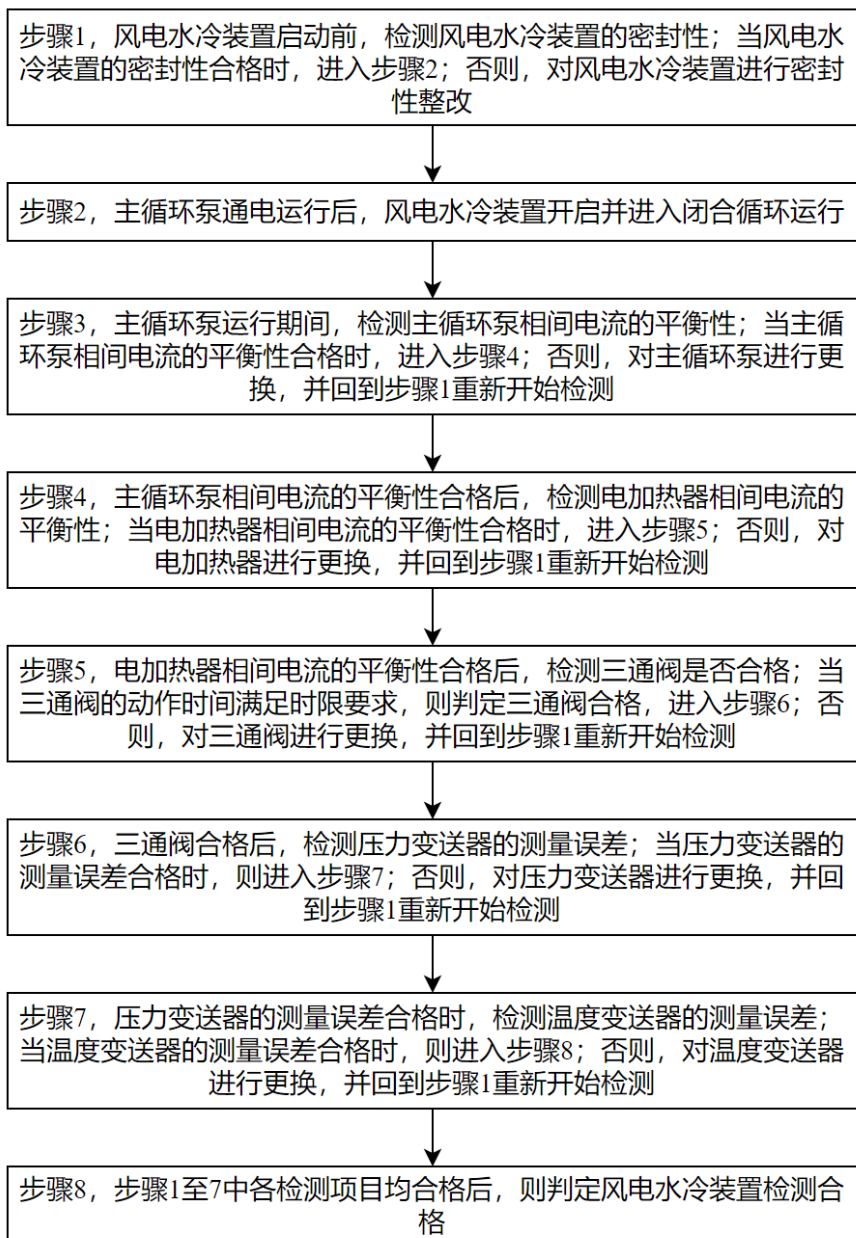 步骤1，风电水冷装置启动前，检测风电水冷装置的密封性；当风电水
冷装置的密封性合格时，进入步骤2；否则，对风电水冷装置进行密封
性整改
步骤2，主循环泵通电运行后，风电水冷装置开启并进入闭合循环运行
步骤3，主循环泵运行期间，检测主循环泵相间电流的平衡性；当主循
环泵相间电流的平衡性合格时，进入步骤4；否则，对主循环泵进行更
换，并回到步骤1重新开始检测
步骤4，主循环泵相间电流的平衡性合格后，检测电加热器相间电流的
平衡性；当电加热器相间电流的平衡性合格时，进入步骤5；否则，对
电加热器进行更换，并回到步骤1重新开始检测
步骤5，电加热器相间电流的平衡性合格后，检测三通阀是否合格；当
三通阀的动作时间满足时限要求，则判定三通阀合格，进入步骤6；否
则，对三通阀进行更换，并回到步骤1重新开始检测
步骤6，三通阀合格后，检测压力变送器的测量误差；当压力变送器的
测量误差合格时，则进入步骤7；否则，对压力变送器进行更换，并回
到步骤1重新开始检测
步骤7，压力变送器的测量误差合格时，检测温度变送器的测量误差；
当温度变送器的测量误差合格时，则进入步骤8；否则，对温度变送器
进行更换，并回到步骤1重新开始检测
步骤8，步骤1至7中各检测项目均合格后，则判定风电水冷装置检测合
格